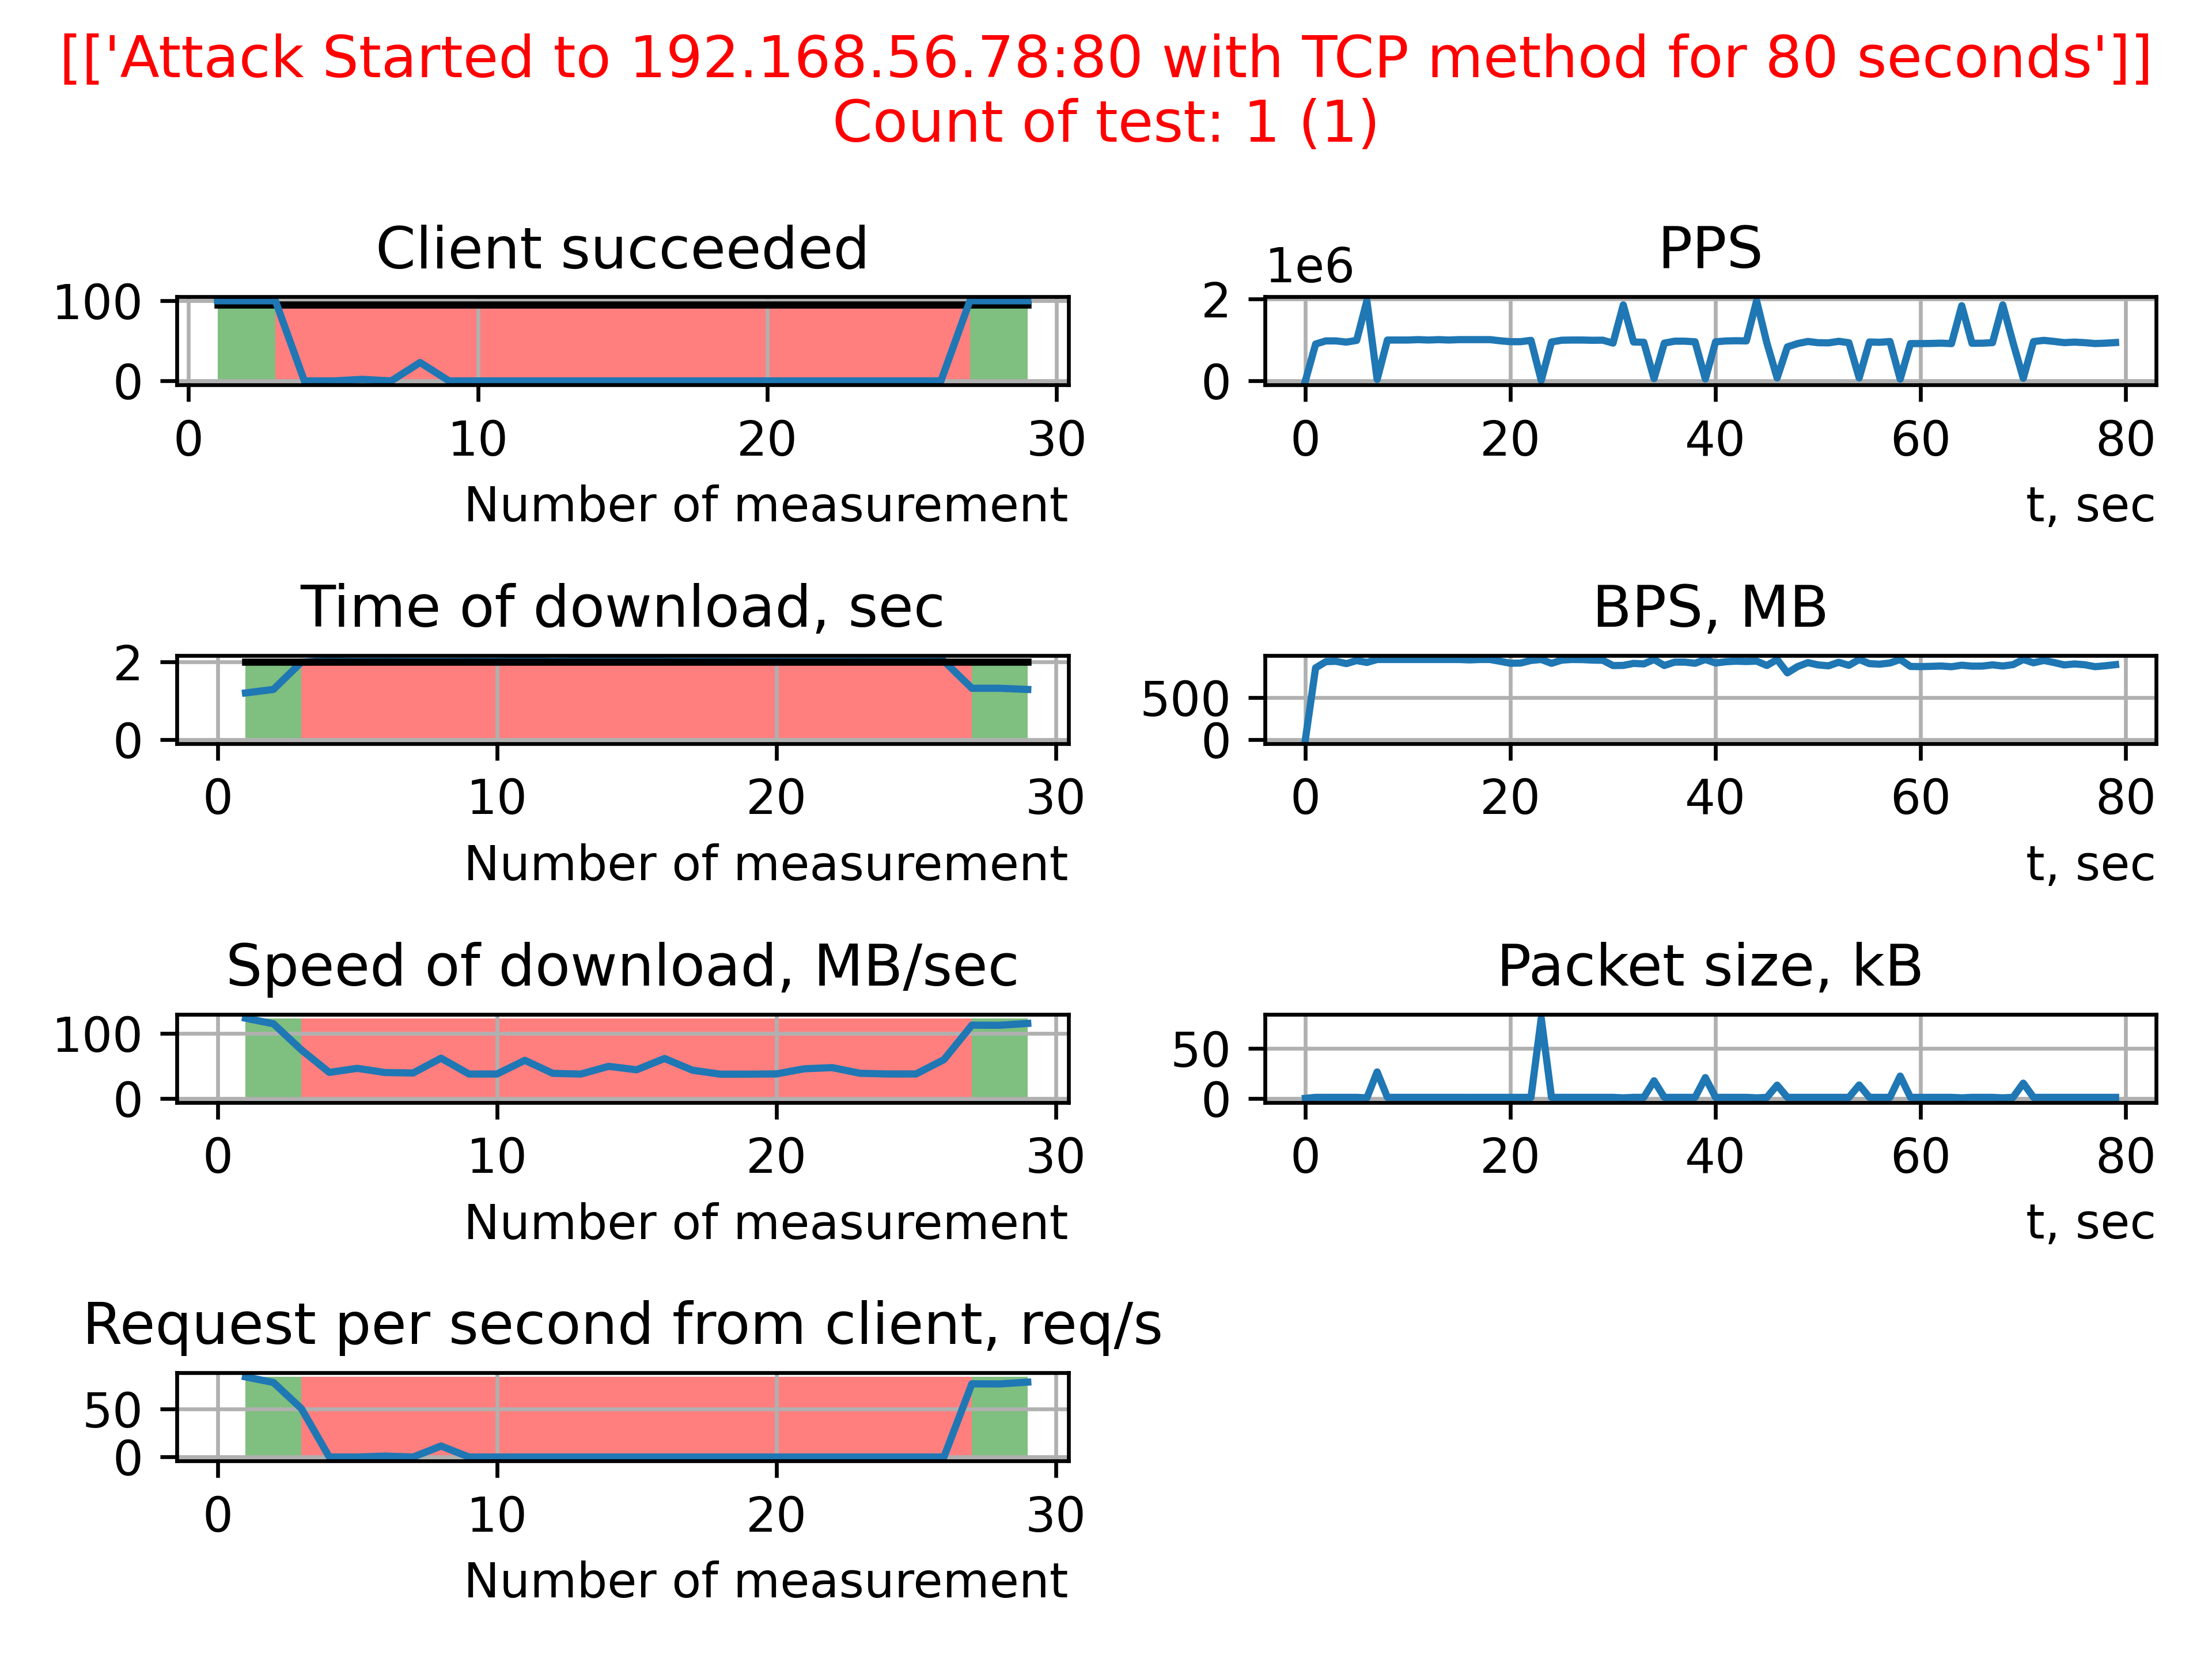 [['Attack Started to 192.168.56.78:80 with TCP method for 80 seconds']]
Count of test: 1 (1)
Client succeeded
100
0
0 10 20 30
Number of measurement
PPS
1e6
2
0
0 20 40 60 80
t, sec
Time of download, sec
2
0
0 10 20 30
Number of measurement
BPS, MB
500
0
0 20 40 60 80
t, sec
Speed of download, MB/sec
100
0
0 10 20 30
Number of measurement
Packet size, kB
50
0
0 20 40 60 80
t, sec
Request per second from client, req/s
50
0
0 10 20 30
Number of measurement